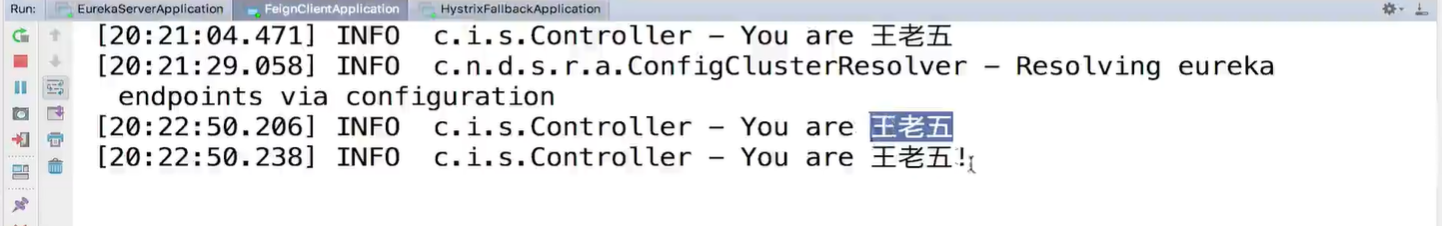 Run: EurekaServerApplication FeignClientApplication HystrixFallbackApplication
[20:21:04.471] INFO  c.i.s.Controller – You are 王老五
[20:21:29.058] INFO  c.n.d.s.r.a.ConfigClusterResolver – Resolving eureka
endpoints via configuration
[20:22:50.206] INFO  c.i.s.Controller – You are 王老五
[20:22:50.238] INFO  c.i.s.Controller – You are 王老五!